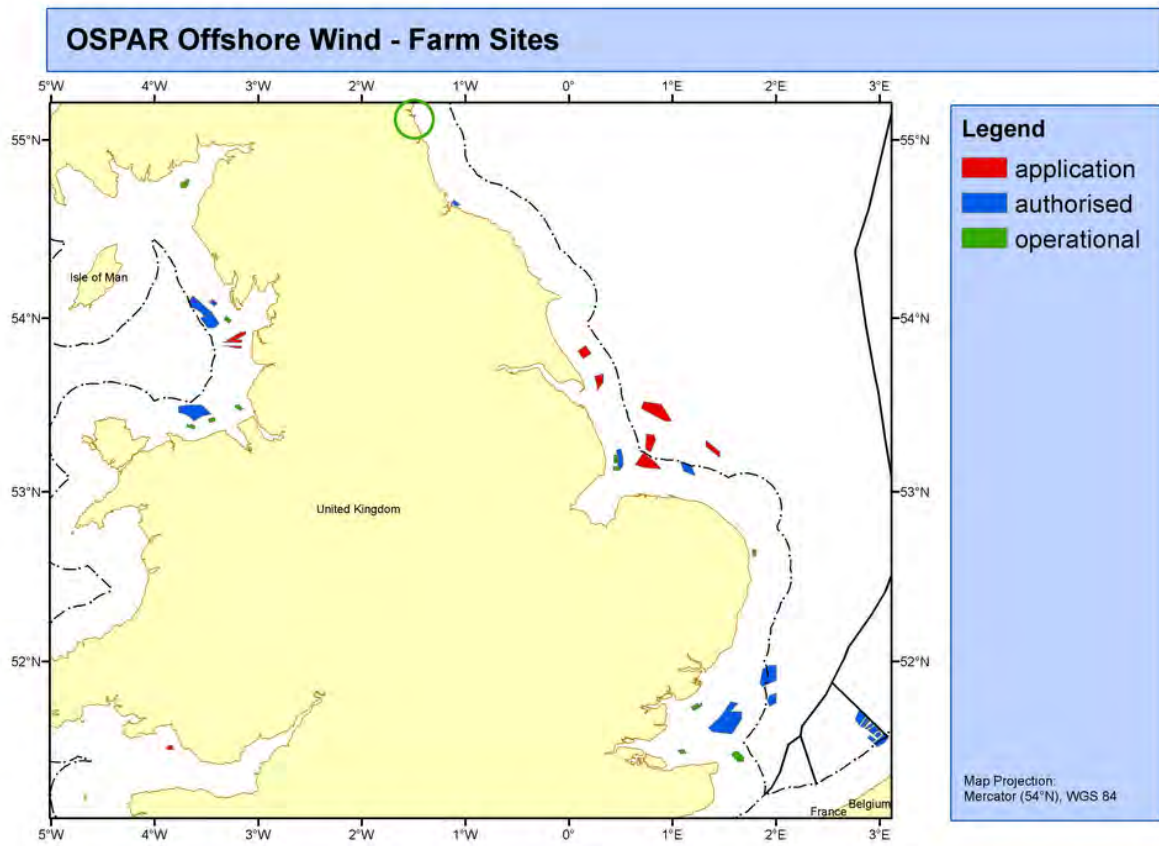 OSPAR Offshore Wind - Farm Sites
5°W 4°W 3°W 2°W 1°W 0° 1°E 2°E 3°E
55°N 55°N
Isle of Man
54°N 54°N
53°N 53°N
United Kingdom
52°N 52°N
Belgium
France
5°W 4°W 3°W 2°W 1°W 0° 1°E 2°E 3°E
Legend
application
authorised
operational
Map Projection:
Mercator (54°N), WGS 84